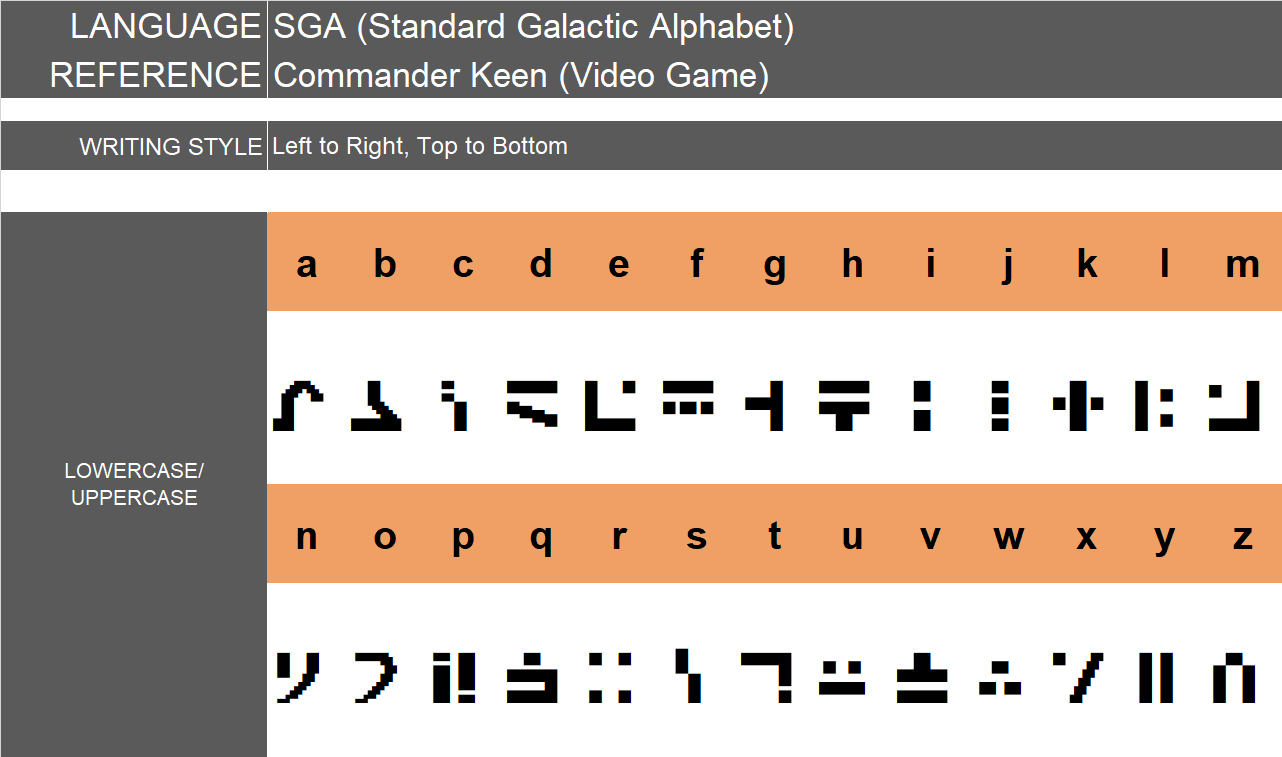 LANGUAGE SGA (Standard Galactic Alphabet)
REFERENCE Commander Keen (Video Game)
WRITING STYLE Left to Right, Top to Bottom
a b c d e f g h i j k l m
LOWERCASE/
UPPERCASE
n o p q r s t u v w x y z